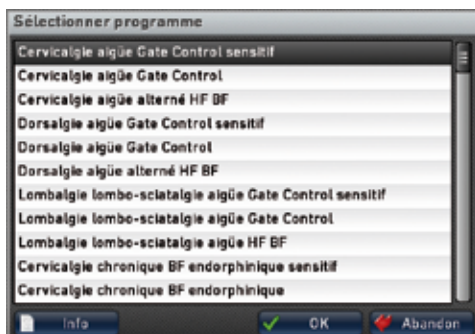 Sélectionner programme
Cervicalgie aigüe Gate Control sensitif
Cervicalgie aigüe Gate Control
Cervicalgie aigüe alterné HF BF
Dorsalgie aigüe Gate Control sensitif
Dorsalgie aigüe Gate Control
Dorsalgie aigüe alterné HF BF
Lombalgie lombo-sciatalgie aigüe Gate Control sensitif
Lombalgie lombo-sciatalgie aigüe Gate Control
Lombalgie lombo-sciatalgie aigüe HF BF
Cervicalgie chronique BF endorphinique sensitif
Cervicalgie chronique BF endorphinique
Info OK Abandon